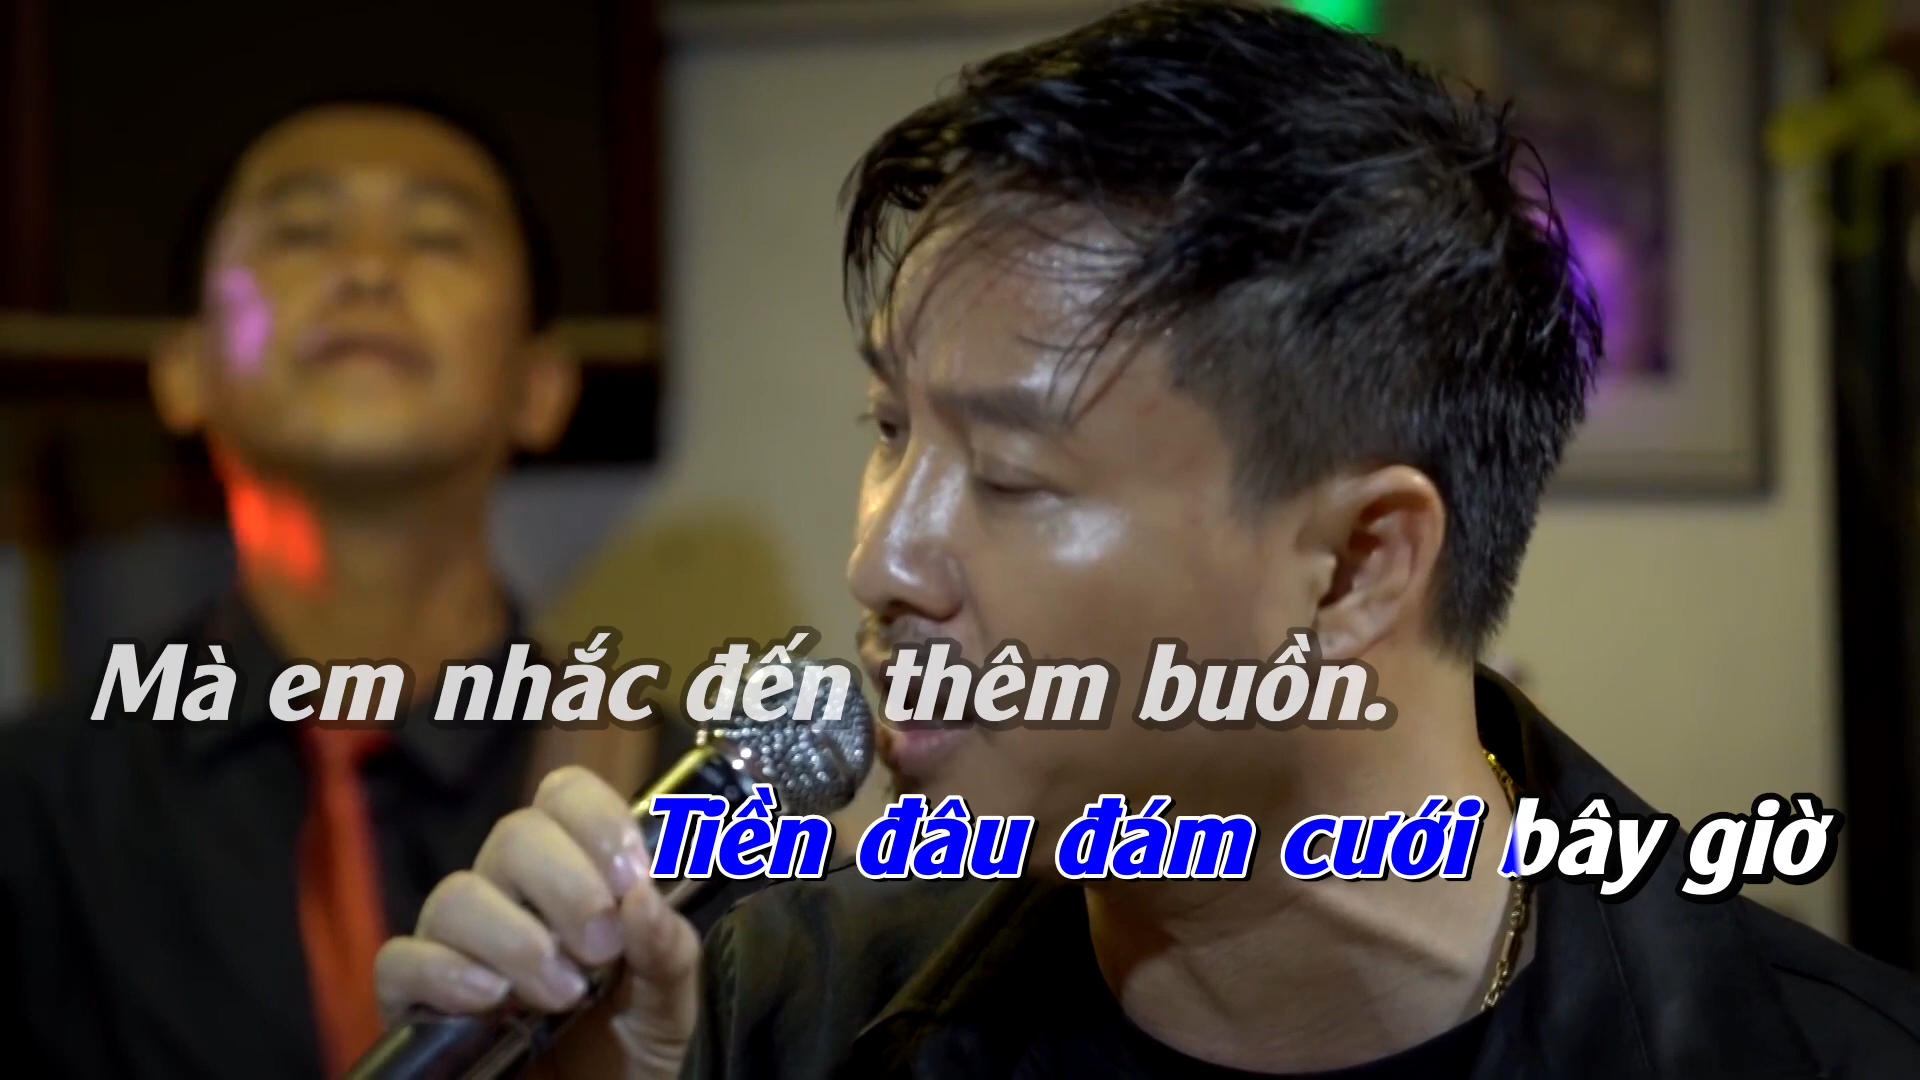 Mà em nhắc đến thêm buồn.
Tiền đâu đám cưới bây giờ